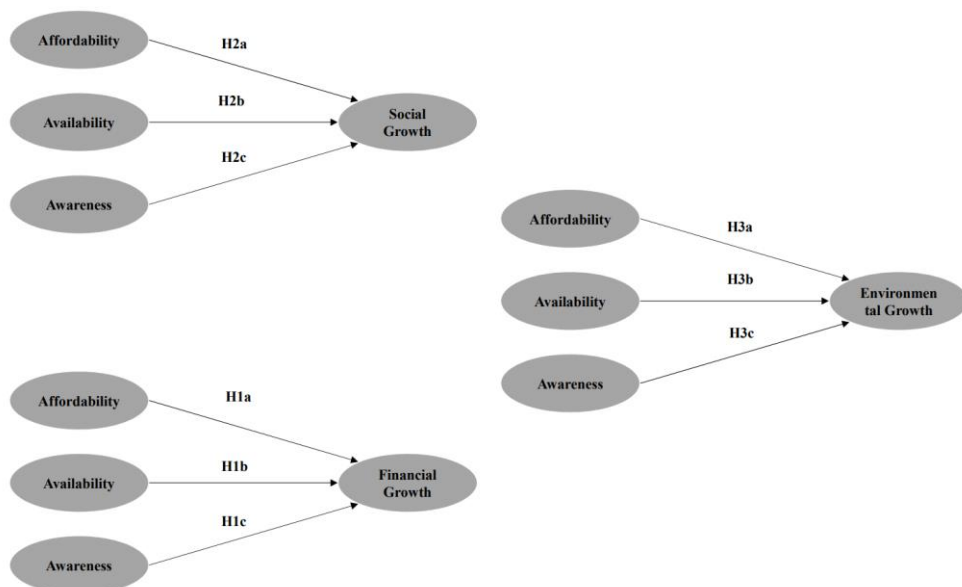 Affordability
H2a
Availability
H2b
Social
Growth
H2c
Awareness
Affordability
H3a
Availability
H3b
Environmen
tal Growth
H3c
Awareness
Affordability
H1a
Availability
H1b
Financial
Growth
H1c
Awareness